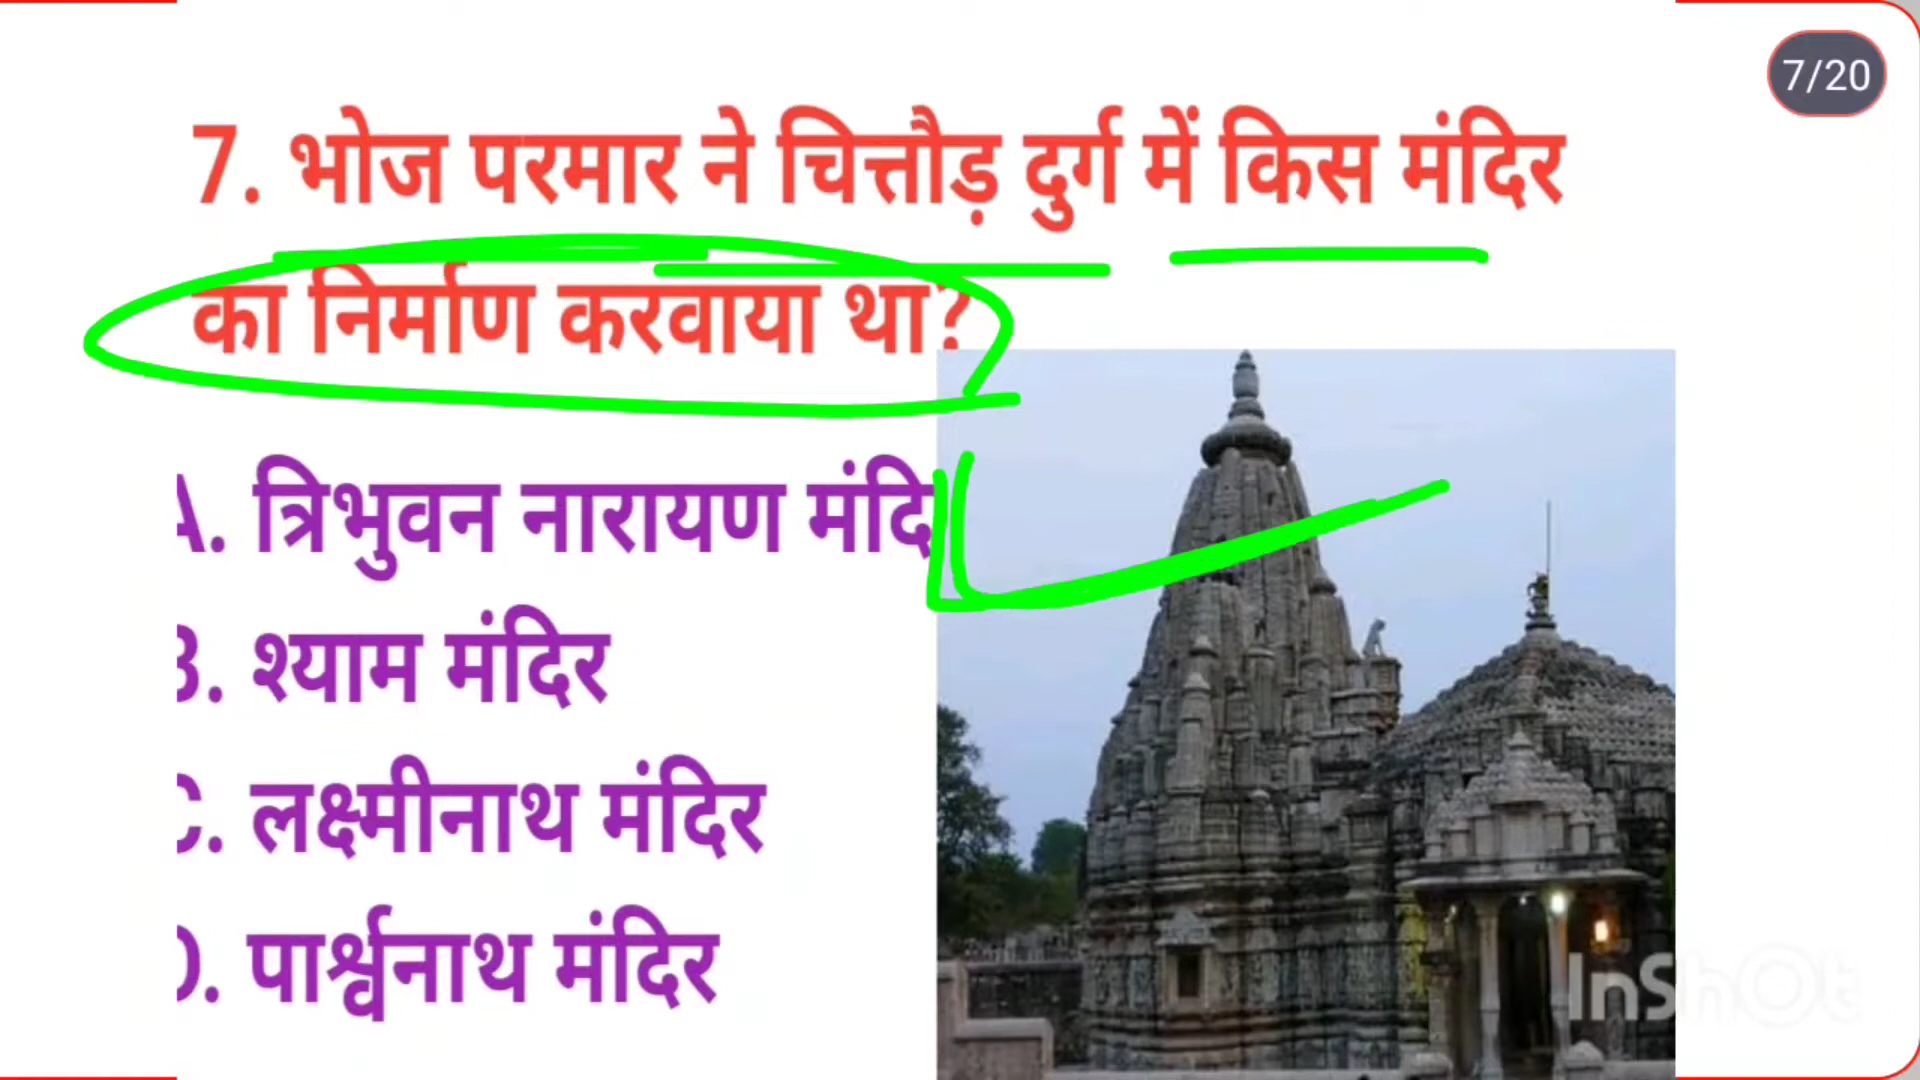 7/20
7. भोज परमार ने चित्तौड़ दुर्ग में किस मंदिर
का निर्माण करवाया था?
A. त्रिभुवन नारायण मंदि
B. श्याम मंदिर
C. लक्ष्मीनाथ मंदिर
D. पार्श्वनाथ मंदिर
InShOt